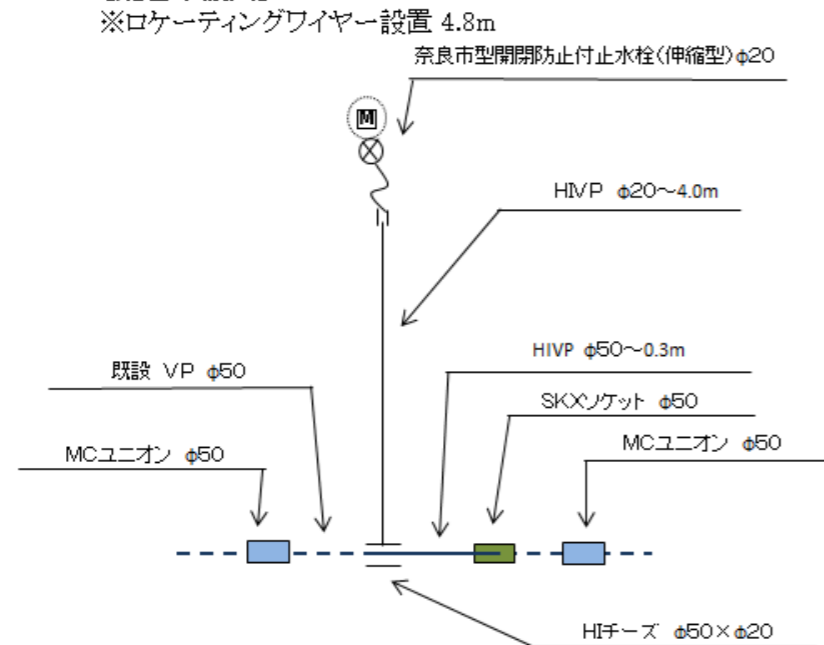 ※ロケーティングワイヤー設置 4.8m
奈良市型開閉防止付止水栓(伸縮型)φ20
M
HIVP φ20～4.0m
HIVP φ50～0.3m
既設 VP φ50
SKXソケット φ50
MCユニオン φ50
MCユニオン φ50
HIチーズ φ50×φ20